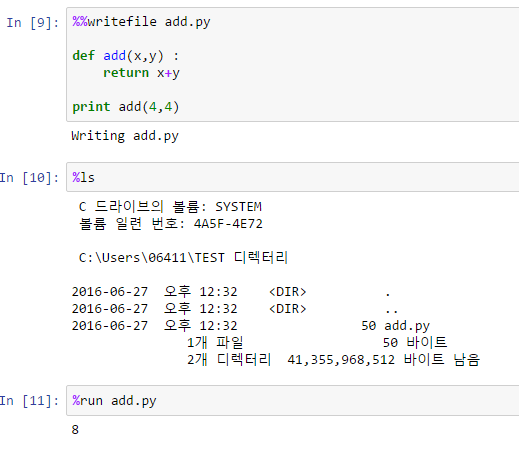 In [9]: %%writefile add.py
def add(x,y) :
return x+y
print add(4,4)
Writing add.py
In [10]: %ls
C 드라이브의 볼륨: SYSTEM
볼륨 일련 번호: 4A5F-4E72
C:\Users\06411\TEST 디렉터리
2016-06-27 오후 12:32 <DIR> .
2016-06-27 오후 12:32 <DIR> ..
2016-06-27 오후 12:32 50 add.py
1개 파일 50 바이트
2개 디렉터리 41,355,968,512 바이트 남음
In [11]: %run add.py
8